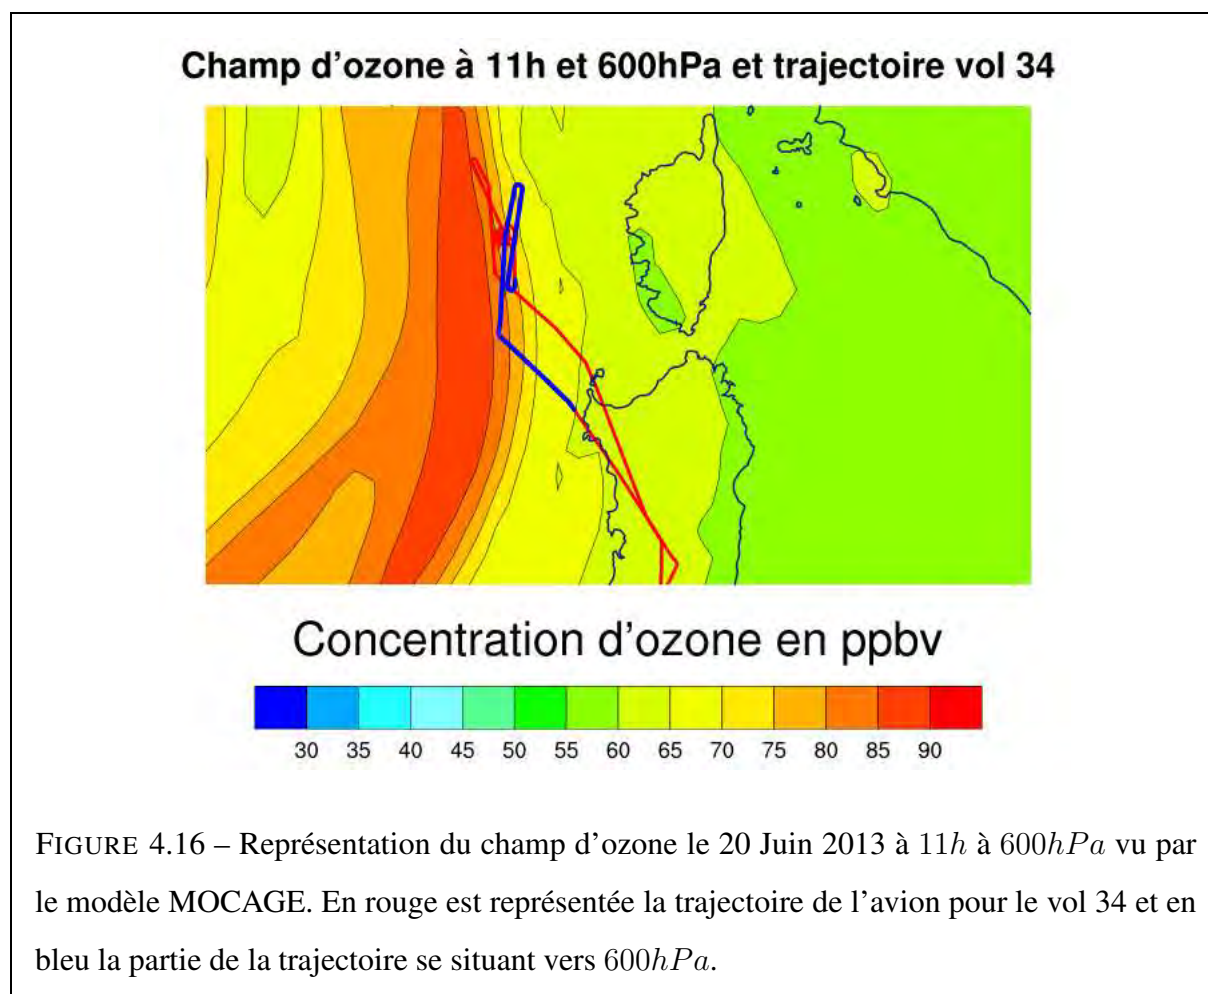 Champ d'ozone à 11h et 600hPa et trajectoire vol 34
Concentration d'ozone en ppbv
30 35 40 45 50 55 60 65 70 75 80 85 90
FIGURE 4.16 – Représentation du champ d'ozone le 20 Juin 2013 à 11h à 600hPa vu par
le modèle MOCAGE. En rouge est représentée la trajectoire de l'avion pour le vol 34 et en
bleu la partie de la trajectoire se situant vers 600hPa.